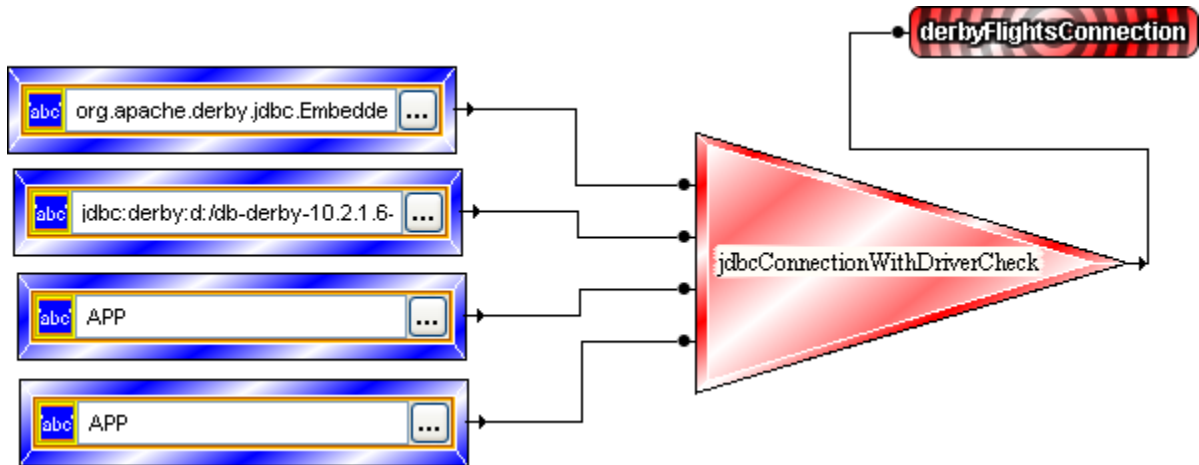 derbyFlightsConnection
abc org.apache.derby.jdbc.Embedde ...
abc jdbc:derby:d:/db-derby-10.2.1.6- ...
jdbcConnectionWithDriverCheck
abc APP ...
abc APP ...